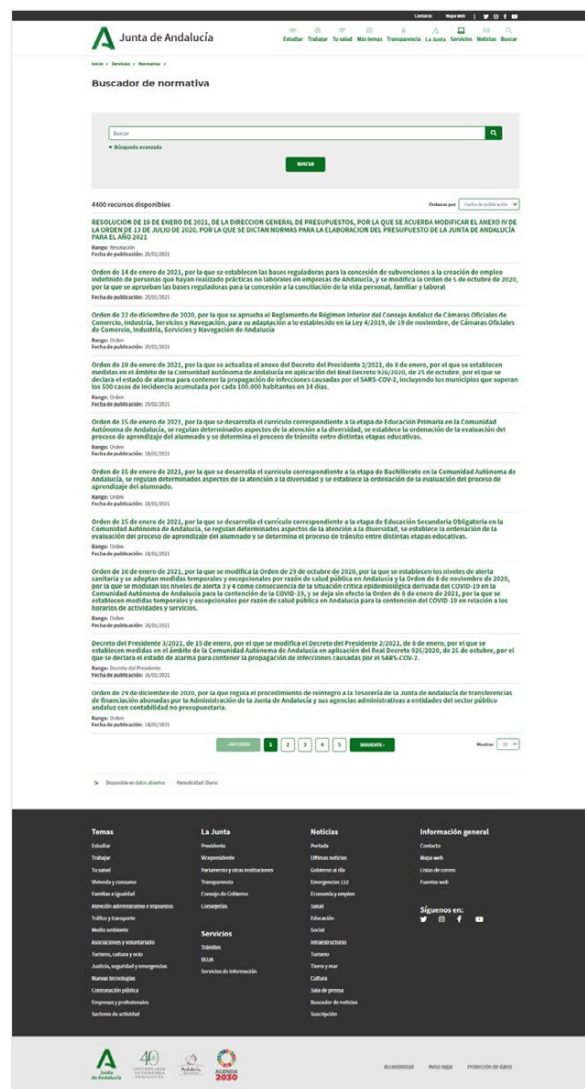 Contacto Mapa web
Junta de Andalucía
Estudiar Trabajar Tu salud Más temas Transparencia La Junta Servicios Noticias Buscar
Inicio > Servicios > Normativa >
Buscador de normativa
Buscar
Búsqueda avanzada
BUSCAR
4400 recursos disponibles
Ordenar por Fecha de publicación
RESOLUCION DE 19 DE ENERO DE 2021, DE LA DIRECCION GENERAL DE PRESUPUESTOS, POR LA QUE SE ACUERDA MODIFICAR EL ANEXO IV DE
LA ORDEN DE 13 DE JULIO DE 2020, POR LA QUE SE DICTAN NORMAS PARA LA ELABORACION DEL PRESUPUESTO DE LA JUNTA DE ANDALUCÍA
PARA EL AÑO 2021
Rango: Resolución
Fecha de publicación: 20/01/2021
Orden de 14 de enero de 2021, por la que se establecen las bases reguladoras para la concesión de subvenciones a la creación de empleo
indefinido de personas que hayan realizado prácticas no laborales en empresas de Andalucía, y se modifica la Orden de 5 de octubre de 2020,
por la que se aprueban las bases reguladoras para la concesión a la conciliación de la vida personal, familiar y laboral
Fecha de publicación: 20/01/2021
Orden de 22 de diciembre de 2020, por la que se aprueba el Reglamento de Régimen Interior del Consejo Andaluz de Cámaras Oficiales de
Comercio, Industria, Servicios y Navegación, para su adaptación a lo establecido en la Ley 4/2019, de 19 de noviembre, de Cámaras Oficiales
de Comercio, Industria, Servicios y Navegación de Andalucía
Rango: Orden
Fecha de publicación: 20/01/2021
Orden de 19 de enero de 2021, por la que se actualiza el anexo del Decreto del Presidente 2/2021, de 8 de enero, por el que se establecen
medidas en el ámbito de la Comunidad Autónoma de Andalucía en aplicación del Real Decreto 926/2020, de 25 de octubre, por el que se
declara el estado de alarma para contener la propagación de infecciones causadas por el SARS-COV-2, incluyendo los municipios que superan
los 500 casos de incidencia acumulada por cada 100.000 habitantes en 14 días.
Rango: Orden
Fecha de publicación: 19/01/2021
Orden de 15 de enero de 2021, por la que se desarrolla el currículo correspondiente a la etapa de Educación Primaria en la Comunidad
Autónoma de Andalucía, se regulan determinados aspectos de la atención a la diversidad, se establece la ordenación de la evaluación del
proceso de aprendizaje del alumnado y se determina el proceso de tránsito entre distintas etapas educativas.
Rango: Orden
Fecha de publicación: 18/01/2021
Orden de 15 de enero de 2021, por la que se desarrolla el currículo correspondiente a la etapa de Bachillerato en la Comunidad Autónoma de
Andalucía, se regulan determinados aspectos de la atención a la diversidad y se establece la ordenación de la evaluación del proceso de
aprendizaje del alumnado.
Rango: Orden
Fecha de publicación: 18/01/2021
Orden de 15 de enero de 2021, por la que se desarrolla el currículo correspondiente a la etapa de Educación Secundaria Obligatoria en la
Comunidad Autónoma de Andalucía, se regulan determinados aspectos de la atención a la diversidad, se establece la ordenación de la
evaluación del proceso de aprendizaje del alumnado y se determina el proceso de tránsito entre distintas etapas educativas.
Rango: Orden
Fecha de publicación: 18/01/2021
Orden de 16 de enero de 2021, por la que se modifica la Orden de 29 de octubre de 2020, por la que se establecen los niveles de alerta
sanitaria y se adoptan medidas temporales y excepcionales por razón de salud pública en Andalucía y la Orden de 8 de noviembre de 2020,
por la que se modulan los niveles de alerta 3 y 4 como consecuencia de la situación crítica epidemiológica derivada del COVID-19 en la
Comunidad Autónoma de Andalucía para la contención de la COVID-19, y se deja sin efecto la Orden de 8 de enero de 2021, por la que se
establecen medidas temporales y excepcionales por razón de salud pública en Andalucía para la contención del COVID-19 en relación a los
horarios de actividades y servicios.
Rango: Orden
Fecha de publicación: 16/01/2021
Decreto del Presidente 3/2021, de 15 de enero, por el que se modifica el Decreto del Presidente 2/2021, de 8 de enero, por el que se
establecen medidas en el ámbito de la Comunidad Autónoma de Andalucía en aplicación del Real Decreto 926/2020, de 25 de octubre, por el
que se declara el estado de alarma para contener la propagación de infecciones causadas por el SARS-COV-2.
Rango: Decreto del Presidente
Fecha de publicación: 16/01/2021
Orden de 29 de diciembre de 2020, por la que regula el procedimiento de reintegro a la Tesorería de la Junta de Andalucía de transferencias
de financiación abonadas por la Administración de la Junta de Andalucía y sus agencias administrativas a entidades del sector público
andaluz con contabilidad no presupuestaria.
Rango: Orden
Fecha de publicación: 14/01/2021
‹ ANTERIOR 1 2 3 4 5 SIGUIENTE ›
Mostrar 10
Disponible en datos abiertos Periodicidad: Diario
Temas
Estudiar
Trabajar
Tu salud
Vivienda y consumo
Familias e igualdad
Atención administrativa e impuestos
Tráfico y transporte
Medio ambiente
Asociaciones y voluntariado
Turismo, cultura y ocio
Justicia, seguridad y emergencias
Nuevas tecnologías
Contratación pública
Empresas y profesionales
Sectores de actividad
La Junta
Presidente
Vicepresidente
Parlamento y otras instituciones
Transparencia
Consejo de Gobierno
Consejerías
Servicios
Trámites
BOJA
Servicios de Información
Noticias
Portada
Últimas noticias
Gobierno al día
Emergencias 112
Economía y empleo
Salud
Educación
Social
Infraestructuras
Turismo
Tierra y mar
Cultura
Sala de prensa
Buscador de noticias
Suscripción
Información general
Contacto
Mapa web
Listas de correo
Fuentes web
Síguenos en:
Junta
de Andalucía
40
ANIVERSARIO
AUTONOMÍA
ANDALUCÍA
Andalucía
AGENDA
2030
Accesibilidad Aviso legal Protección de datos